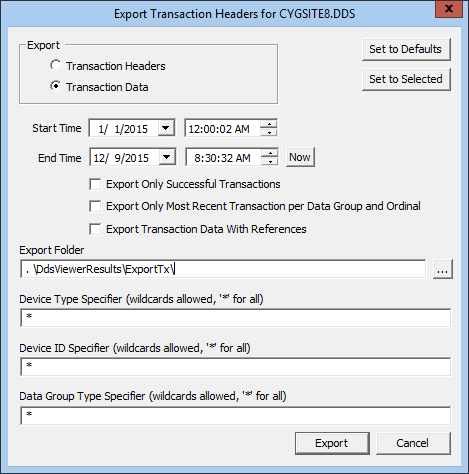 Export Transaction Headers for CYGSITE8.DDS
x
Export
Transaction Headers
Transaction Data
Set to Defaults
Set to Selected
Start Time 1/ 1/2015 12:00:02 AM
End Time 12/ 9/2015 8:30:32 AM Now
Export Only Successful Transactions
Export Only Most Recent Transaction per Data Group and Ordinal
Export Transaction Data With References
Export Folder
. \DdsViewerResults\ExportTx\ ...
Device Type Specifier (wildcards allowed, '*' for all)
*
Device ID Specifier (wildcards allowed, '*' for all)
*
Data Group Type Specifier (wildcards allowed, '*' for all)
*
Export Cancel